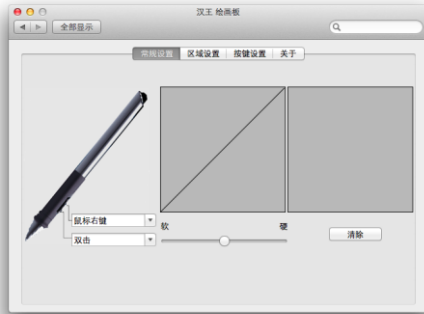 汉王 绘画板
全部显示
常规设置 区域设置 按键设置 关于
鼠标右键
双击
软 硬
清除